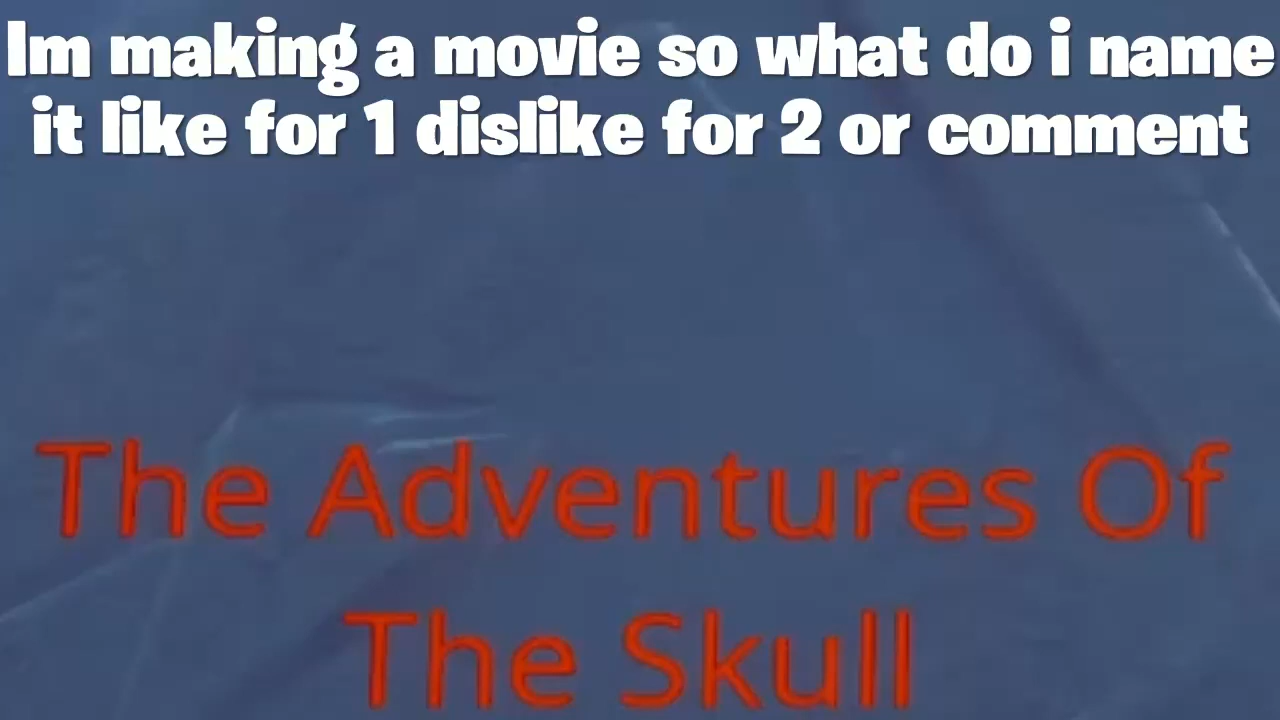 Im making a movie so what do i name
it like for 1 dislike for 2 or comment
The Adventures Of
The Skull